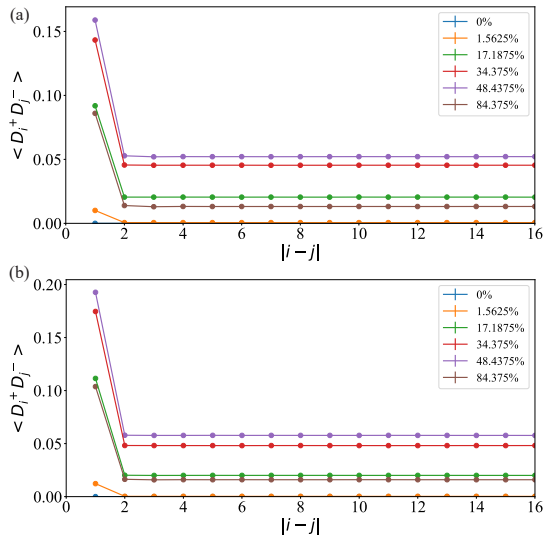 (a)
< D_i^+ D_j^- >
0.15
0.10
0.05
0.00
0 2 4 6 8 10 12 14 16
|i − j|
0%
1.5625%
17.1875%
34.375%
48.4375%
84.375%
(b)
< D_i^+ D_j^- >
0.20
0.15
0.10
0.05
0.00
0 2 4 6 8 10 12 14 16
|i − j|
0%
1.5625%
17.1875%
34.375%
48.4375%
84.375%